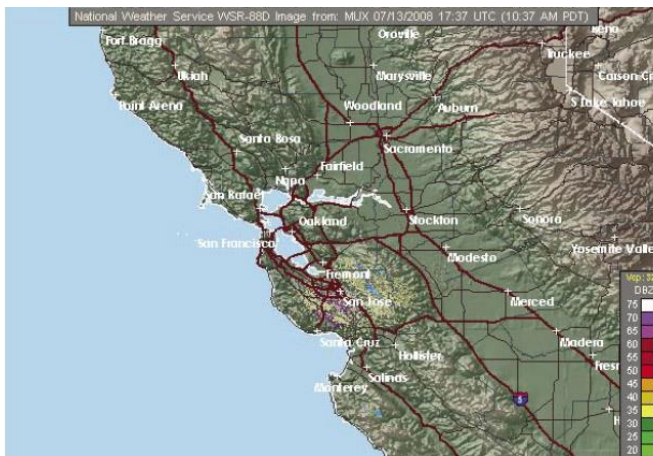 National Weather Service WSR-88D Image from: MUX 07/13/2008 17:37 UTC (10:37 AM PDT)
Fort Bragg
Oroville
Reno
Truckee
Ukiah
Marysville
Carson C
S Lake Tahoe
Point Arena
Woodland
Auburn
Santa Rosa
Sacramento
Fairfield
Napa
San Rafael
Oakland
Stockton
Sonora
San Francisco
Modesto
Yosemite Valle
Fremont
San Jose
Merced
DBZ
75
70
65
60
55
50
45
40
35
30
25
20
Santa Cruz
Hollister
Madera
Fres
Monterey
Salinas
5
H